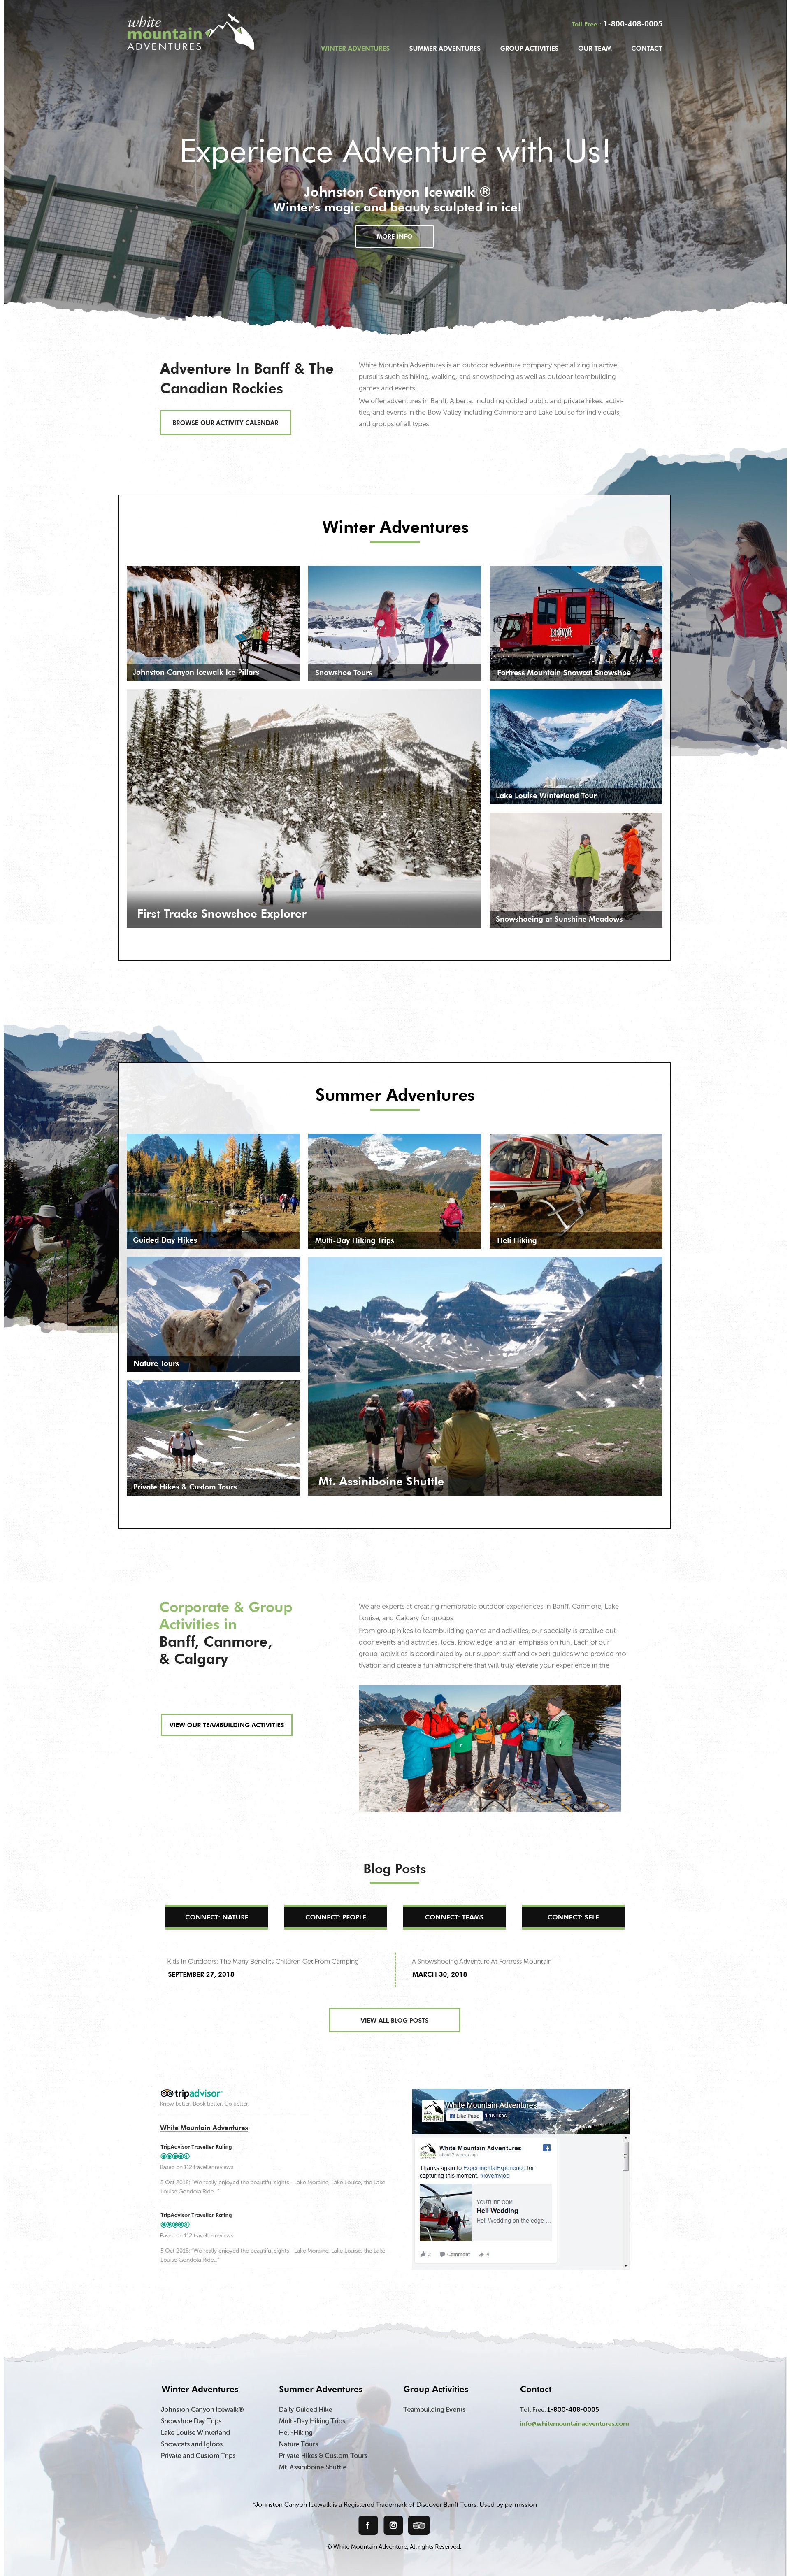 white
mountain
ADVENTURES
Toll Free : 1-800-408-0005
WINTER ADVENTURES
SUMMER ADVENTURES
GROUP ACTIVITIES
OUR TEAM
CONTACT
Experience Adventure with Us!
Johnston Canyon Icewalk ®
Winter's magic and beauty sculpted in ice!
MORE INFO
Adventure In Banff & The
Canadian Rockies
BROWSE OUR ACTIVITY CALENDAR
White Mountain Adventures is an outdoor adventure company specializing in active
pursuits such as hiking, walking, and snowshoeing as well as outdoor teambuilding
games and events.
We offer adventures in Banff, Alberta, including guided public and private hikes, activi-
ties, and events in the Bow Valley including Canmore and Lake Louise for individuals,
and groups of all types.
Winter Adventures
Johnston Canyon Icewalk Ice Pillars
Snowshoe Tours
Fortress Mountain Snowcat Snowshoe
First Tracks Snowshoe Explorer
Lake Louise Winterland Tour
Snowshoeing at Sunshine Meadows
Summer Adventures
Guided Day Hikes
Multi-Day Hiking Trips
Heli Hiking
Nature Tours
Private Hikes & Custom Tours
Mt. Assiniboine Shuttle
Corporate & Group
Activities in
Banff, Canmore,
& Calgary
VIEW OUR TEAMBUILDING ACTIVITIES
We are experts at creating memorable outdoor experiences in Banff, Canmore, Lake
Louise, and Calgary for groups.
From group hikes to teambuilding games and activities, our specialty is creative out-
door events and activities, local knowledge, and an emphasis on fun. Each of our
group activities is coordinated by our support staff and expert guides who provide mo-
tivation and create a fun atmosphere that will truly elevate your experience in the
Blog Posts
CONNECT: NATURE
CONNECT: PEOPLE
CONNECT: TEAMS
CONNECT: SELF
Kids In Outdoors: The Many Benefits Children Get From Camping
SEPTEMBER 27, 2018
A Snowshoeing Adventure At Fortress Mountain
MARCH 30, 2018
VIEW ALL BLOG POSTS
tripadvisor
Know better. Book better. Go better.
White Mountain Adventures
TripAdvisor Traveller Rating
Based on 112 traveller reviews
5 Oct 2018: "We really enjoyed the beautiful sights - Lake Moraine, Lake Louise, the Lake
Louise Gondola Ride..."
TripAdvisor Traveller Rating
Based on 112 traveller reviews
5 Oct 2018: "We really enjoyed the beautiful sights - Lake Moraine, Lake Louise, the Lake
Louise Gondola Ride..."
White Mountain Adventures
Like Page
1.1K likes
White Mountain Adventures
about 2 weeks ago
Thanks again to ExperimentalExperience for
capturing this moment. #lovemyjob
YOUTUBE.COM
Heli Wedding
Heli Wedding on the edge ...
2
Comment
4
Winter Adventures
Johnston Canyon Icewalk®
Snowshoe Day Trips
Lake Louise Winterland
Snowcats and Igloos
Private and Custom Trips
Summer Adventures
Daily Guided Hike
Multi-Day Hiking Trips
Heli-Hiking
Nature Tours
Private Hikes & Custom Tours
Mt. Assiniboine Shuttle
Group Activities
Teambuilding Events
Contact
Toll Free: 1-800-408-0005
info@whitemountainadventures.com
*Johnston Canyon Icewalk is a Registered Trademark of Discover Banff Tours. Used by permission
© White Mountain Adventure, All rights Reserved.